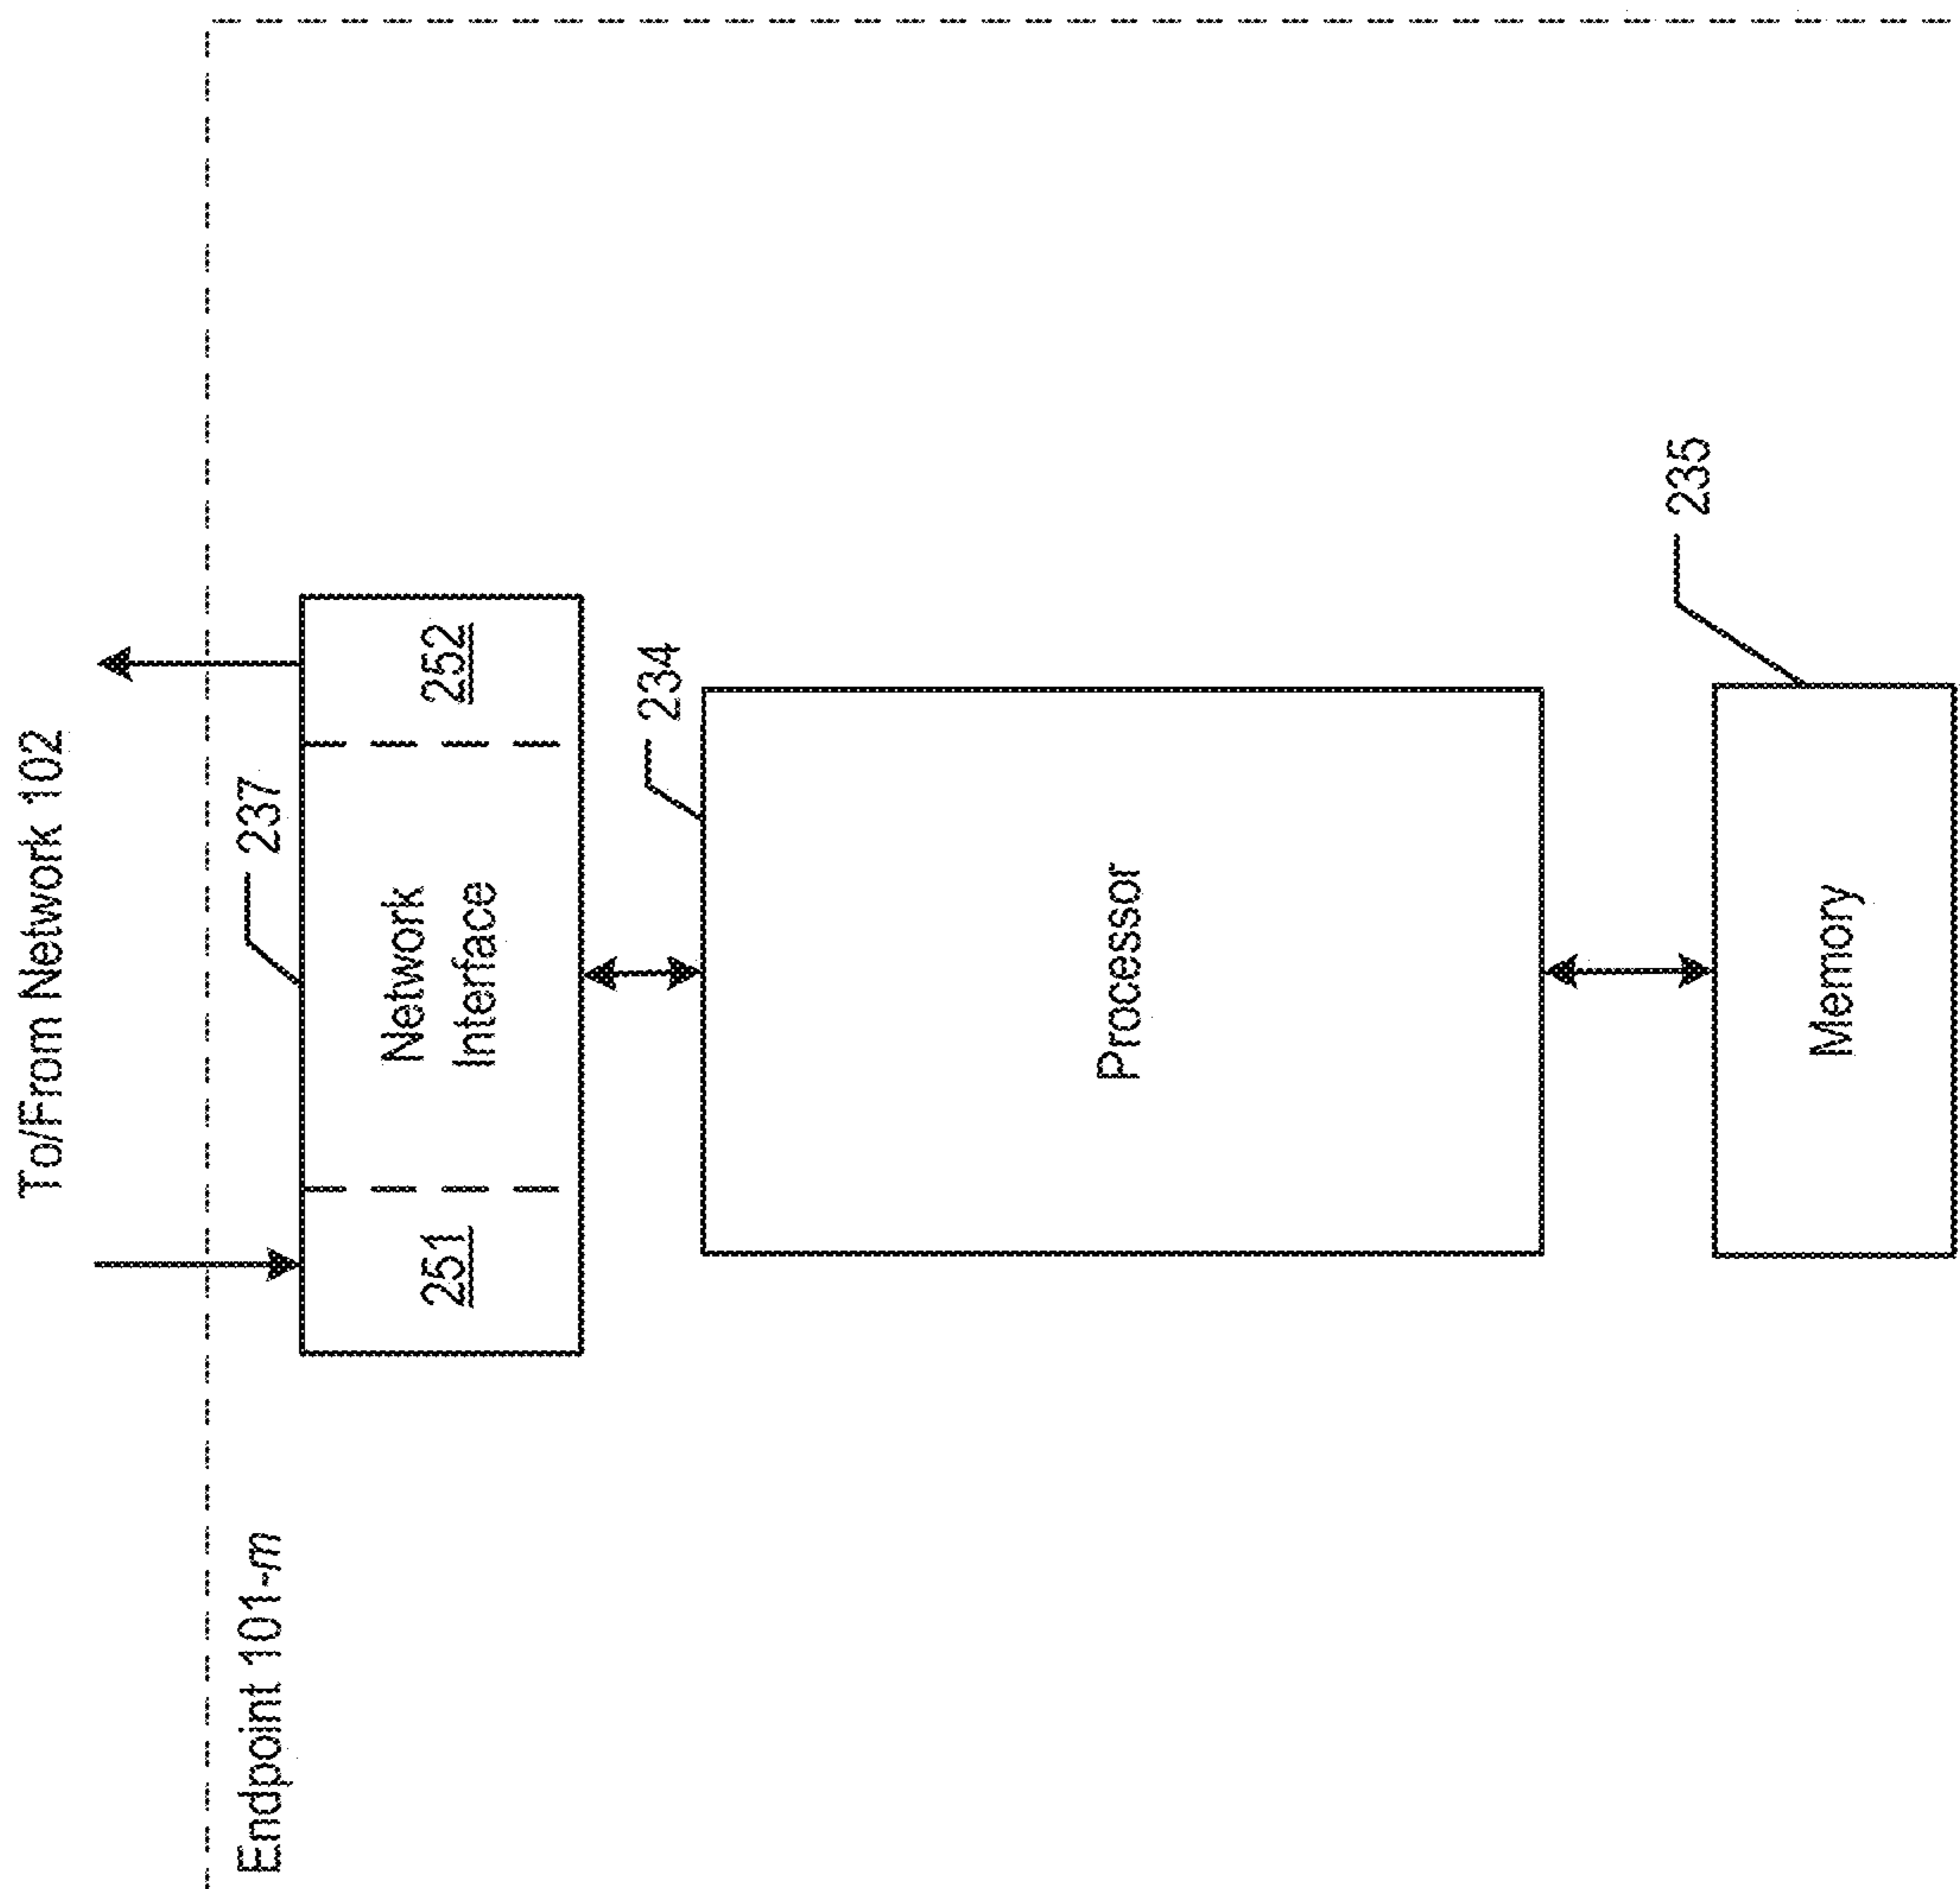 To/From Network 102
Endpoint 101-m
237
251
Network
Interface
252
234
Processor
235
Memory